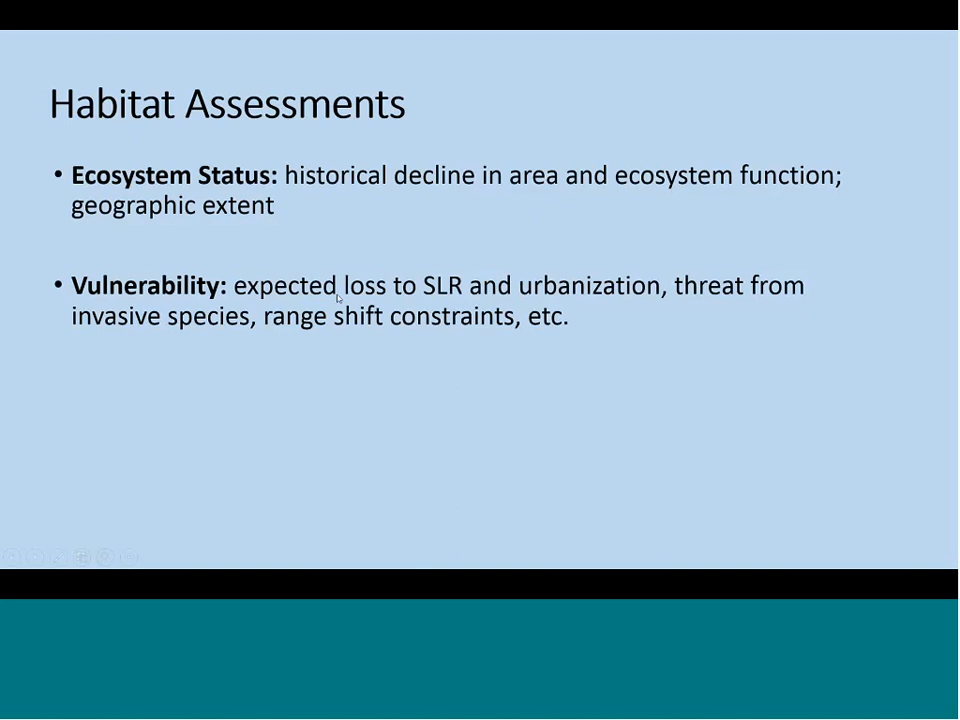 Habitat Assessments
• Ecosystem Status: historical decline in area and ecosystem function;
geographic extent
• Vulnerability: expected loss to SLR and urbanization, threat from
invasive species, range shift constraints, etc.